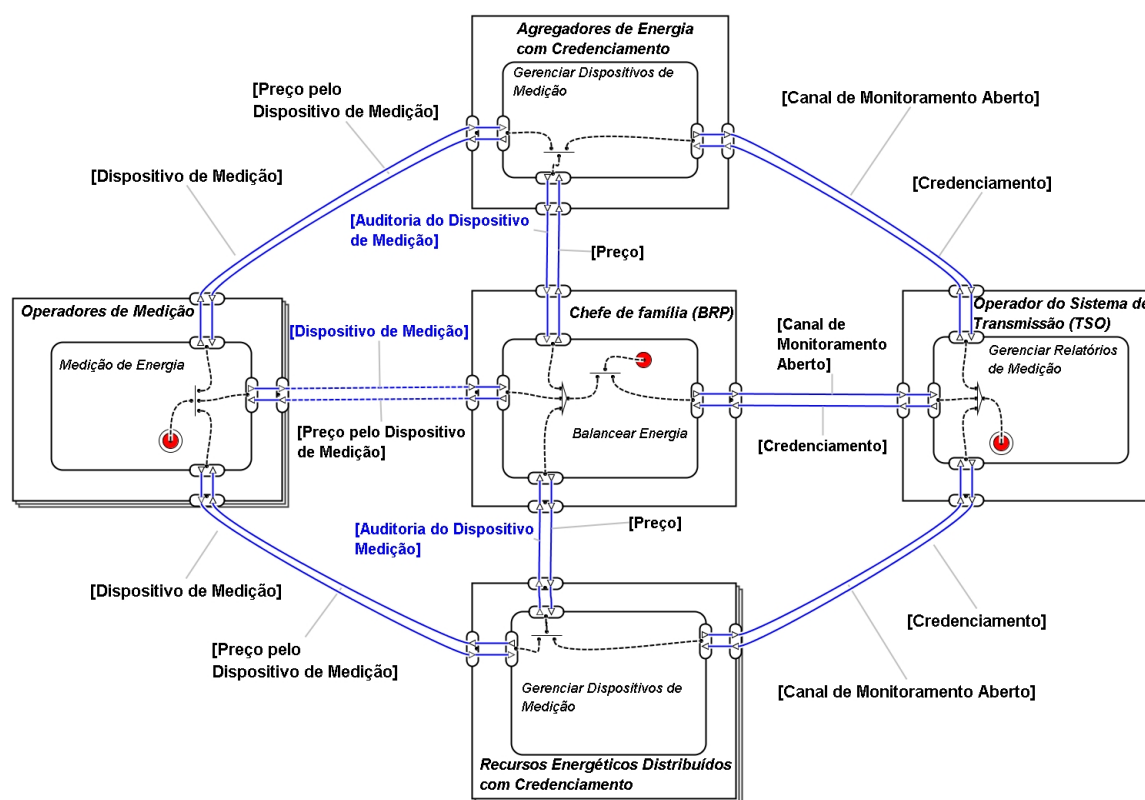 Agregadores de Energia
com Credenciamento
Gerenciar Dispositivos de
Medição
[Preço pelo
Dispositivo de Medição]
[Canal de Monitoramento Aberto]
[Dispositivo de Medição]
[Credenciamento]
[Auditoria do Dispositivo
de Medição]
[Preço]
Operadores de Medição
Medição de Energia
[Dispositivo de Medição]
[Preço pelo Dispositivo
de Medição]
Chefe de família (BRP)
Balancear Energia
[Canal de
Monitoramento
Aberto]
[Credenciamento]
Operador do Sistema de
Transmissão (TSO)
Gerenciar Relatórios
de Medição
[Auditoria do Dispositivo
Medição]
[Preço]
[Dispositivo de Medição]
[Preço pelo
Dispositivo de Medição]
[Credenciamento]
[Canal de Monitoramento Aberto]
Gerenciar Dispositivos de
Medição
Recursos Energéticos Distribuídos
com Credenciamento